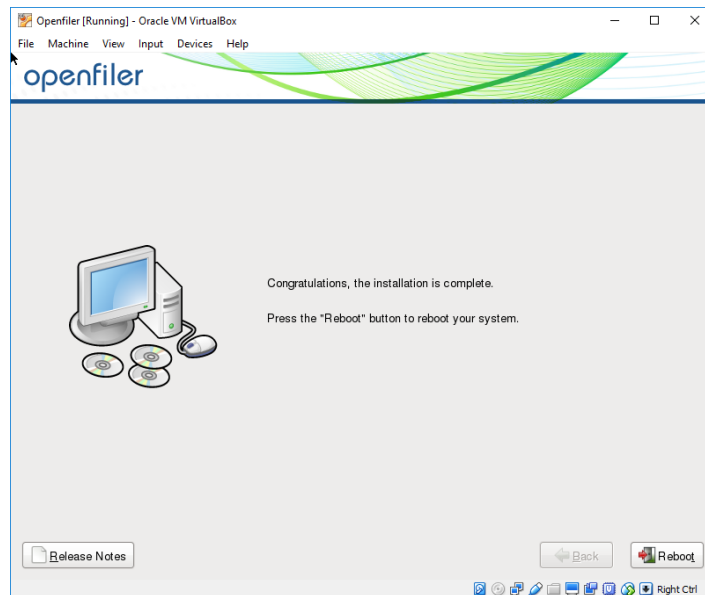 Openfiler [Running] - Oracle VM VirtualBox
File Machine View Input Devices Help
openfiler
Congratulations, the installation is complete.
Press the "Reboot" button to reboot your system.
Release Notes
Back
Reboot
Right Ctrl